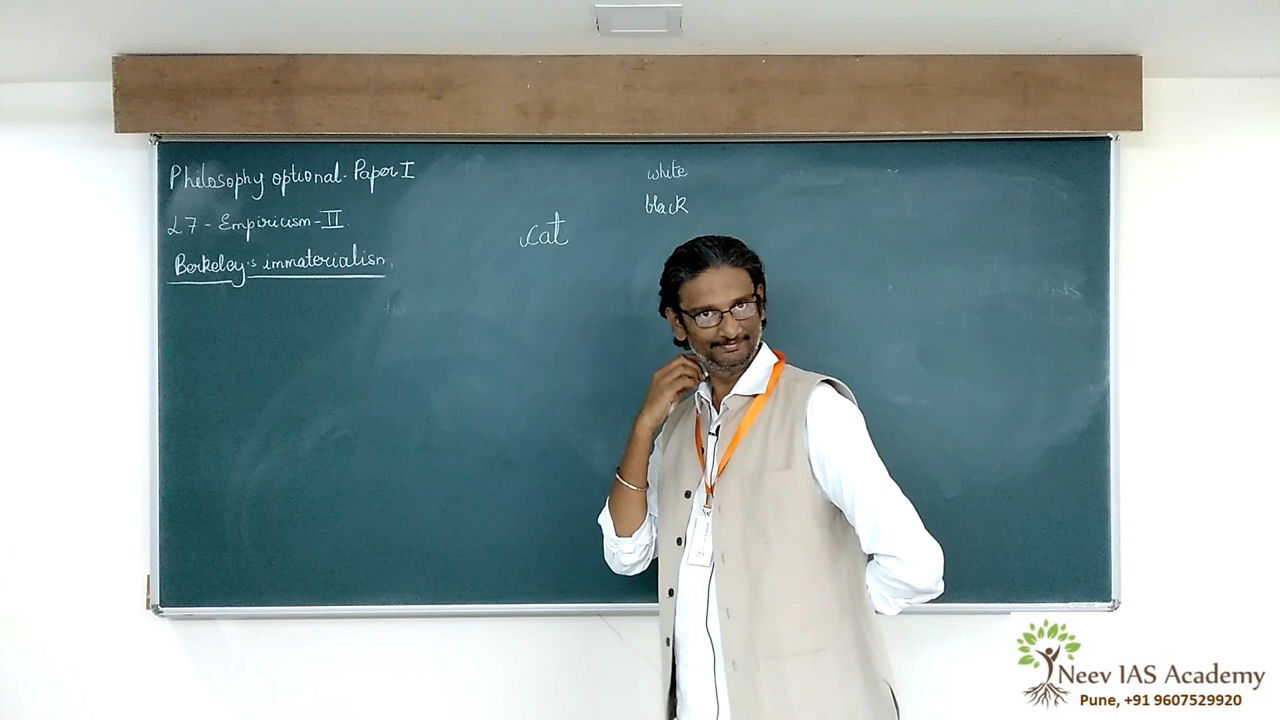 Philosophy optional. Paper I
L7 - Empiricism - II.
Berkeley's immaterialism
cat
white
black
Neev IAS Academy
Pune, +91 9607529920